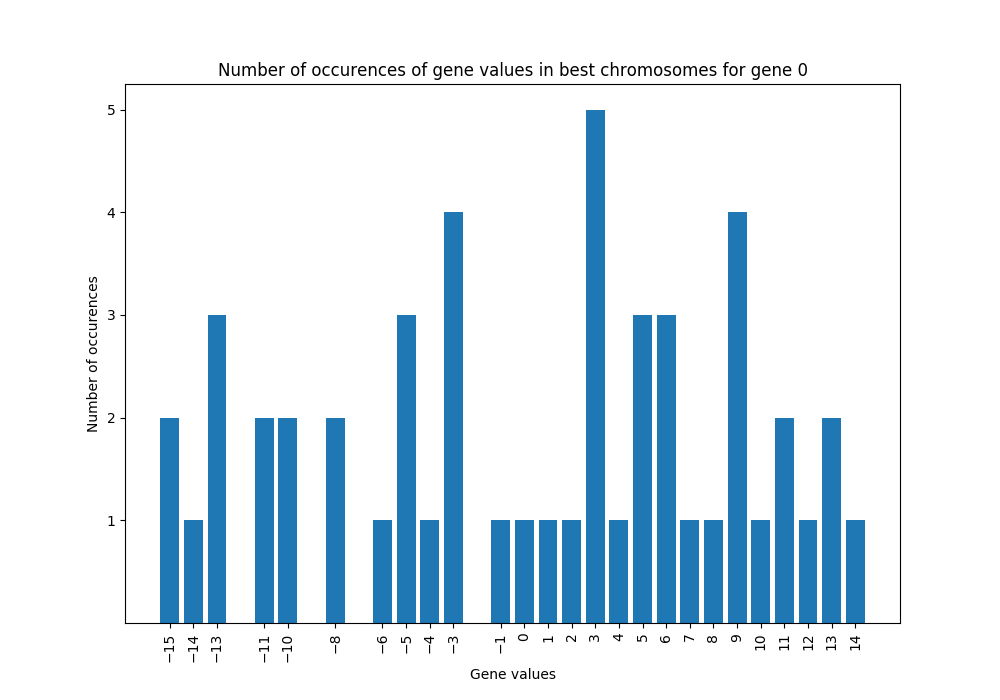 Number of occurences of gene values in best chromosomes for gene 0
Number of occurences
5
4
3
2
1
−15 −14 −13 −11 −10 −8 −6 −5 −4 −3 −1 0 1 2 3 4 5 6 7 8 9 10 11 12 13 14
Gene values